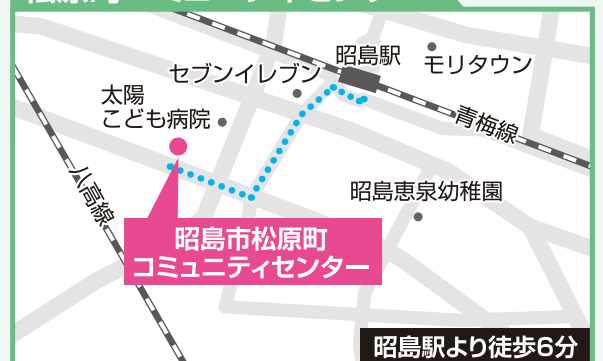 昭島駅
モリタウン
セブンイレブン
太陽
こども病院
青梅線
八高線
昭島恵泉幼稚園
昭島市松原町
コミュニティセンター
昭島駅より徒歩6分